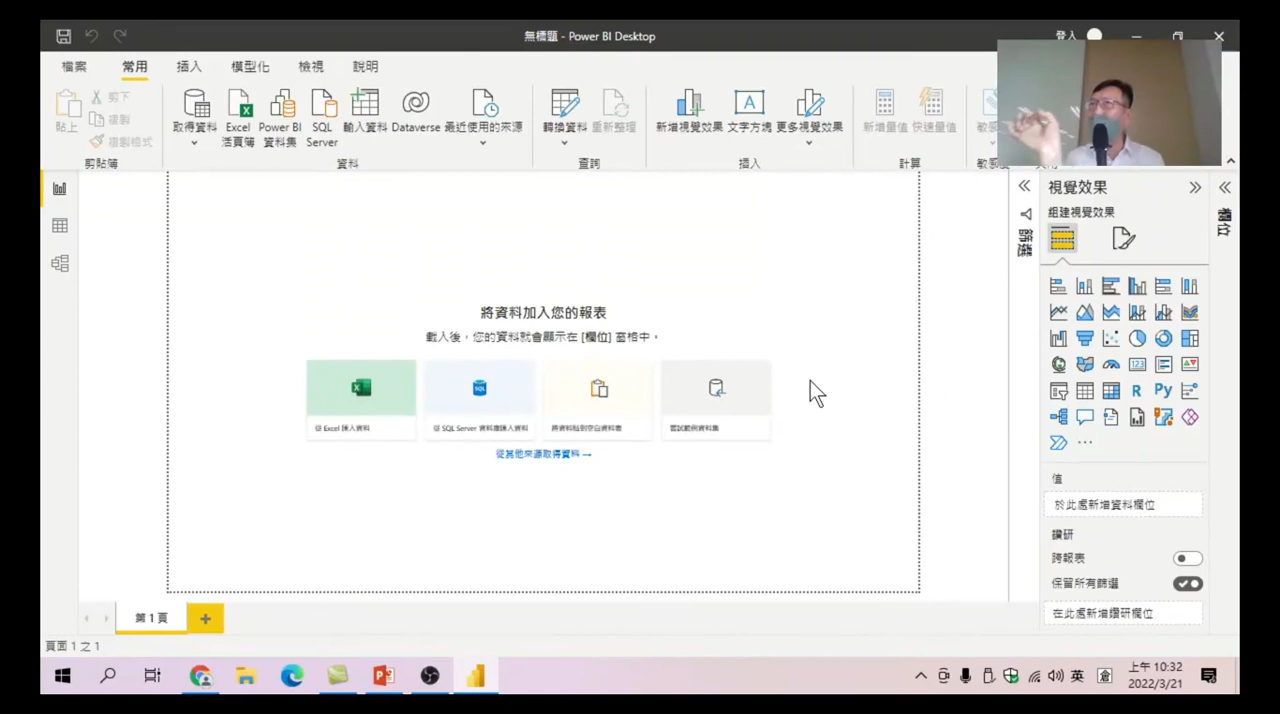 無標題 - Power BI Desktop
登入
檔案 常用 插入 模型化 檢視 說明
貼上
剪下
複製
複製格式
剪貼簿
取得資料
Excel 活頁簿
Power BI 資料集
SQL Server
輸入資料
Dataverse
最近使用的來源
資料
轉換資料
重新整理
查詢
新增視覺效果
文字方塊
更多視覺效果
插入
新增量值
快速量值
計算
將資料加入您的報表
載入後，您的資料就會顯示在 [欄位] 窗格中。
從 Excel 匯入資料
從 SQL Server 資料庫匯入資料
將資料貼到空白資料表
嘗試範例資料集
從其他來源取得資料 →
篩選
視覺效果
組建視覺效果
123
R
Py
值
於此處新增資料欄位
鑽研
跨報表
保留所有篩選
在此處新增鑽研欄位
欄位
第 1 頁
頁面 1 之 1
英
上午 10:32
2022/3/21